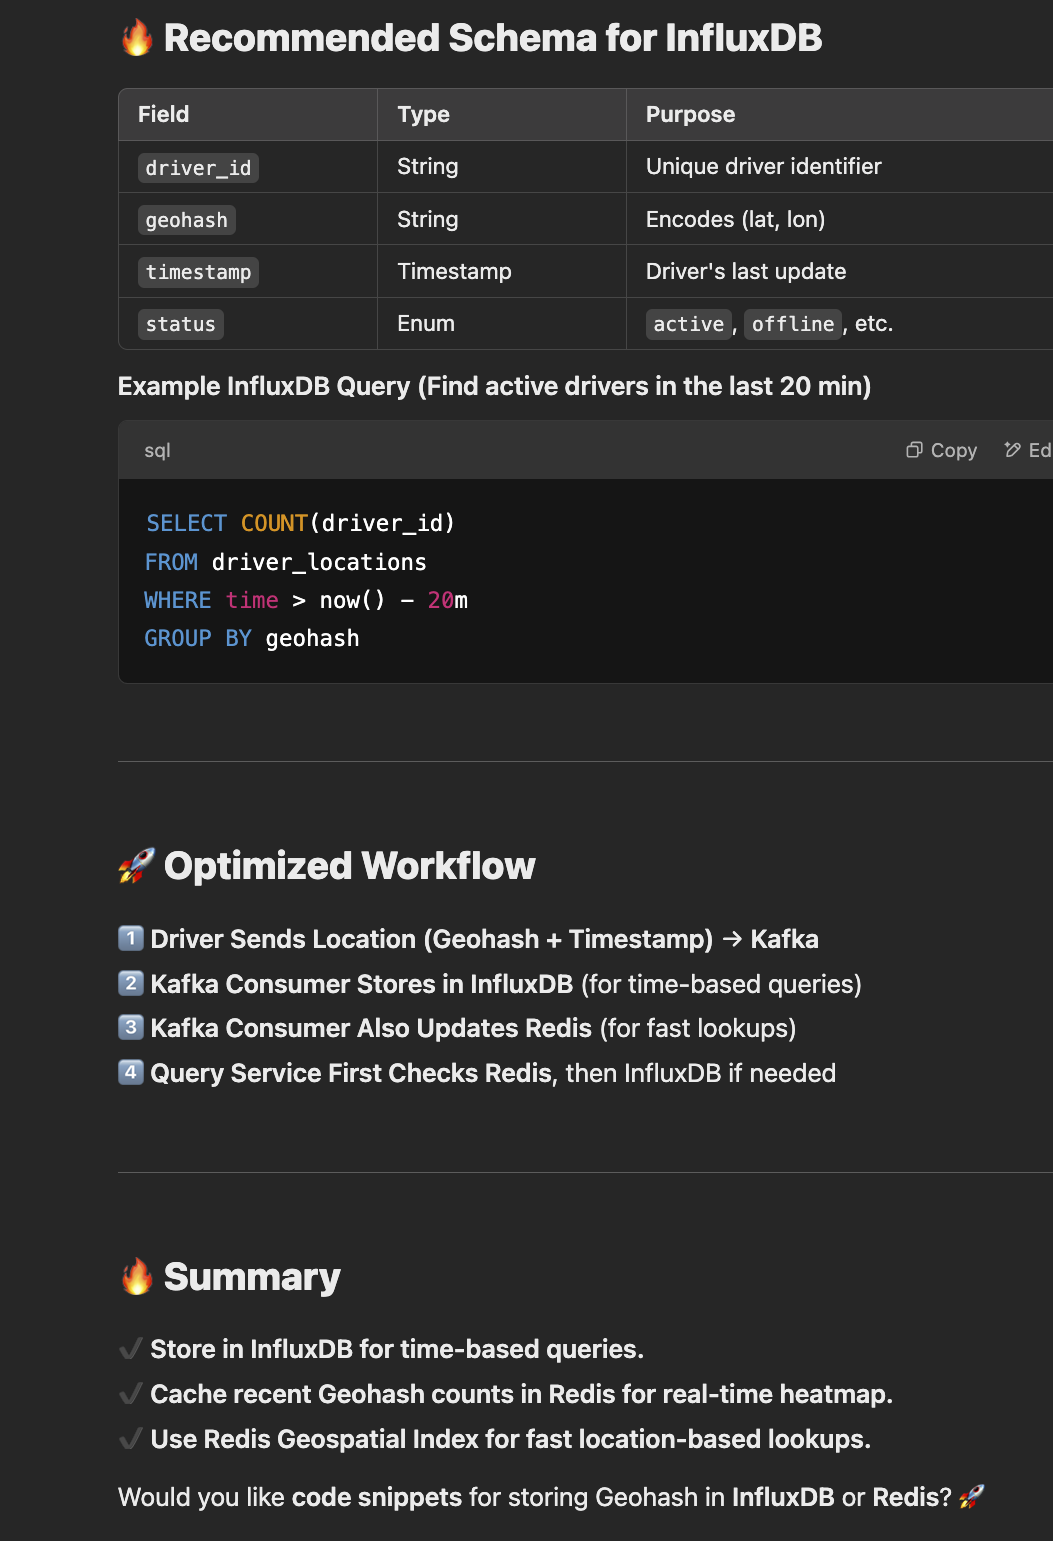 🔥 Recommended Schema for InfluxDB
Field Type Purpose
driver_id String Unique driver identifier
geohash String Encodes (lat, lon)
timestamp Timestamp Driver's last update
status Enum active, offline, etc.
Example InfluxDB Query (Find active drivers in the last 20 min)
sql Copy Ed
SELECT COUNT(driver_id)
FROM driver_locations
WHERE time > now() - 20m
GROUP BY geohash
🚀 Optimized Workflow
1️⃣ Driver Sends Location (Geohash + Timestamp) → Kafka
2️⃣ Kafka Consumer Stores in InfluxDB (for time-based queries)
3️⃣ Kafka Consumer Also Updates Redis (for fast lookups)
4️⃣ Query Service First Checks Redis, then InfluxDB if needed
🔥 Summary
✔ Store in InfluxDB for time-based queries.
✔ Cache recent Geohash counts in Redis for real-time heatmap.
✔ Use Redis Geospatial Index for fast location-based lookups.
Would you like code snippets for storing Geohash in InfluxDB or Redis? 🚀